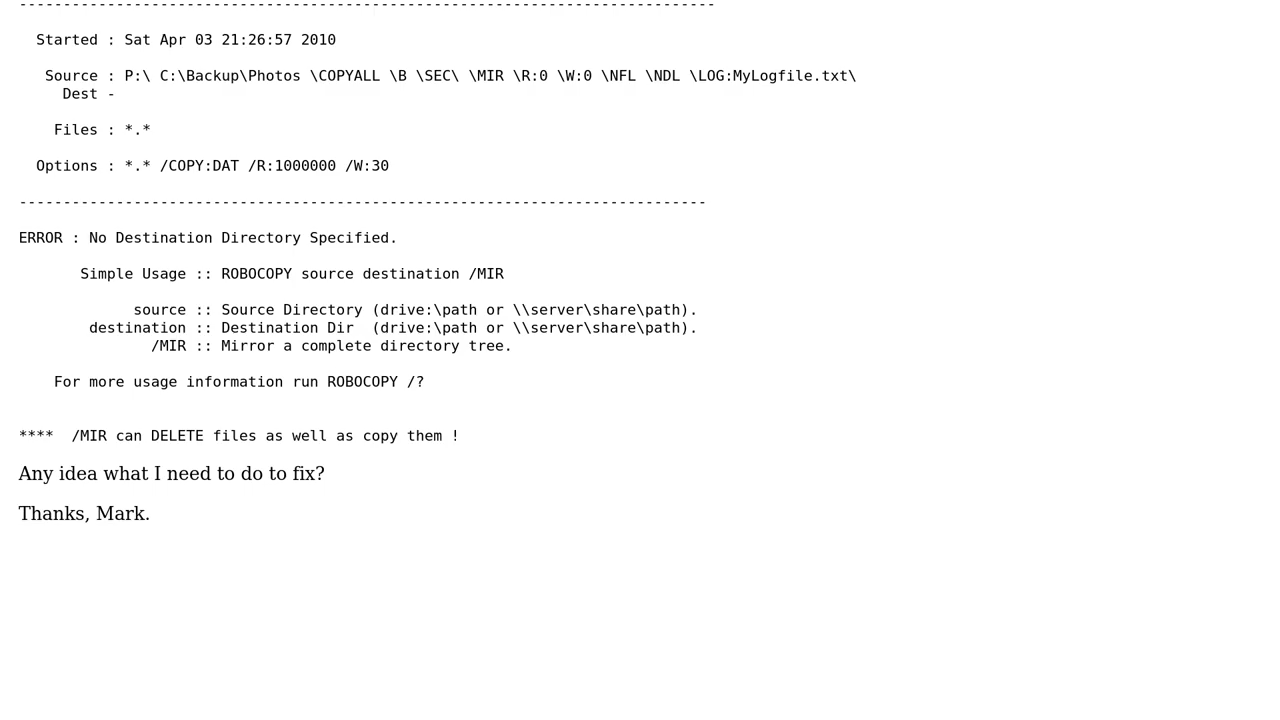 -------------------------------------------------------------------------------
Started : Sat Apr 03 21:26:57 2010
Source : P:\ C:\Backup\Photos \COPYALL \B \SEC\ \MIR \R:0 \W:0 \NFL \NDL \LOG:MyLogfile.txt\
Dest -
Files : *.*
Options : *.* /COPY:DAT /R:1000000 /W:30
------------------------------------------------------------------------------
ERROR : No Destination Directory Specified.
Simple Usage :: ROBOCOPY source destination /MIR
source :: Source Directory (drive:\path or \\server\share\path).
destination :: Destination Dir  (drive:\path or \\server\share\path).
/MIR :: Mirror a complete directory tree.
For more usage information run ROBOCOPY /?
****  /MIR can DELETE files as well as copy them !
Any idea what I need to do to fix?
Thanks, Mark.